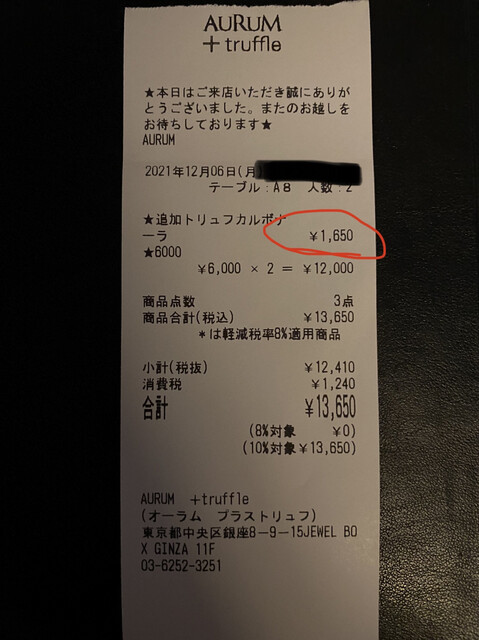 AURUM
+truffle
★本日はご来店いただき誠にありが
とうございました。またのお越しを
お待ちしております★
AURUM
2021年12月06日(月
テーブル:A8 人数:2
★追加トリュフカルボナ
ーラ ¥1,650
★6000
¥6,000 × 2 = ¥12,000
商品点数 3点
商品合計(税込) ¥13,650
*は軽減税率8%適用商品
小計(税抜) ¥12,410
消費税 ¥1,240
合計 ¥13,650
(8%対象 ¥0)
(10%対象¥13,650)
AURUM +truffle
(オーラム プラストリュフ)
東京都中央区銀座8-9-15JEWEL BO
X GINZA 11F
03-6252-3251